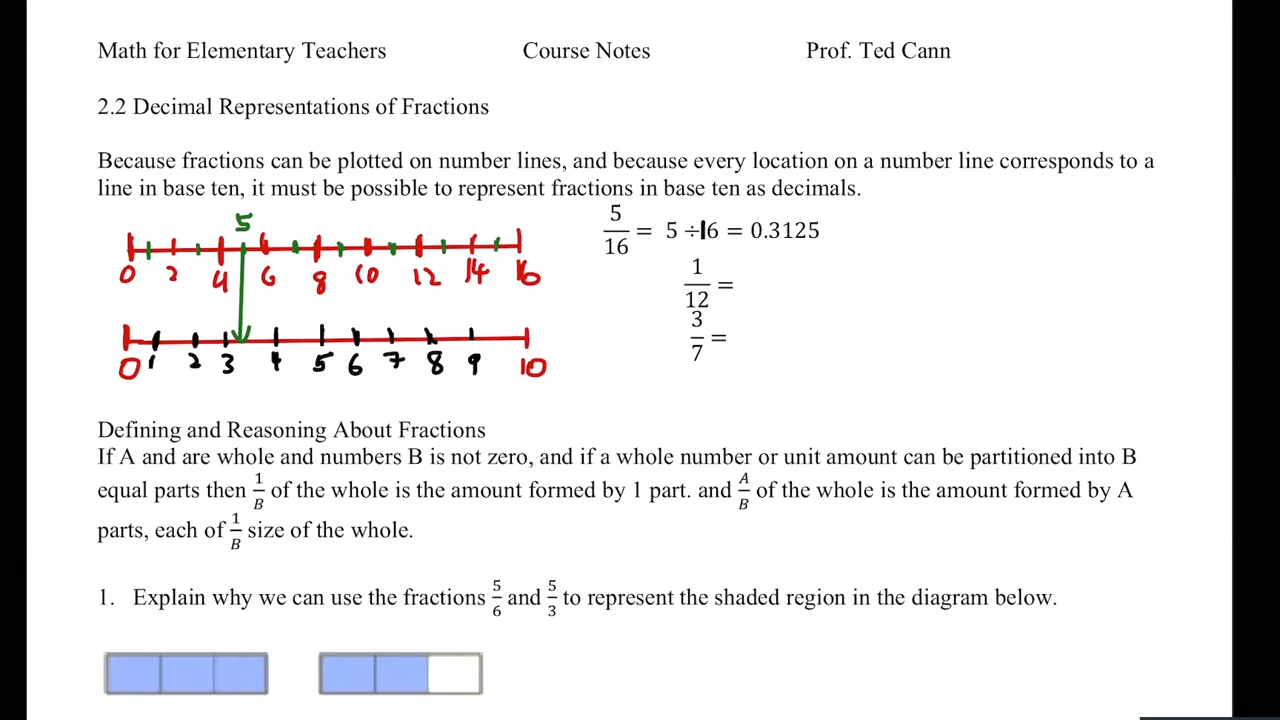 Math for Elementary Teachers Course Notes Prof. Ted Cann
2.2 Decimal Representations of Fractions
Because fractions can be plotted on number lines, and because every location on a number line corresponds to a
line in base ten, it must be possible to represent fractions in base ten as decimals.
5
0 2 4 6 8 10 12 14 16
0 1 2 3 4 5 6 7 8 9 10
5/16 = 5 ÷16 = 0.3125
1/12 =
3/7 =
Defining and Reasoning About Fractions
If A and are whole and numbers B is not zero, and if a whole number or unit amount can be partitioned into B
equal parts then 1/B of the whole is the amount formed by 1 part. and A/B of the whole is the amount formed by A
parts, each of 1/B size of the whole.
1. Explain why we can use the fractions 5/6 and 5/3 to represent the shaded region in the diagram below.